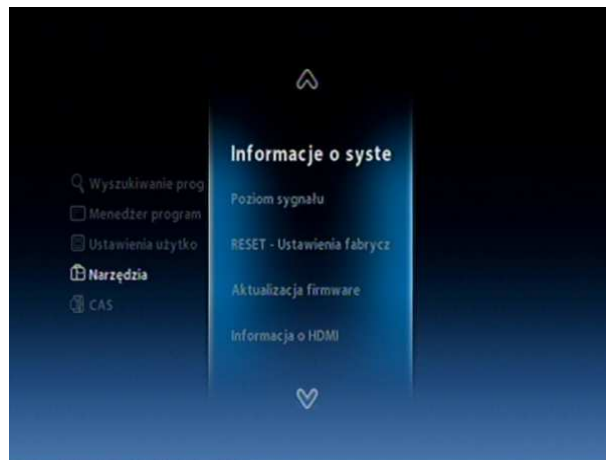 Wyszukiwanie prog
Menedżer program
Ustawienia użytko
Narzędzia
CAS
Informacje o syste
Poziom sygnału
RESET - Ustawienia fabrycz
Aktualizacja firmware
Informacja o HDMI